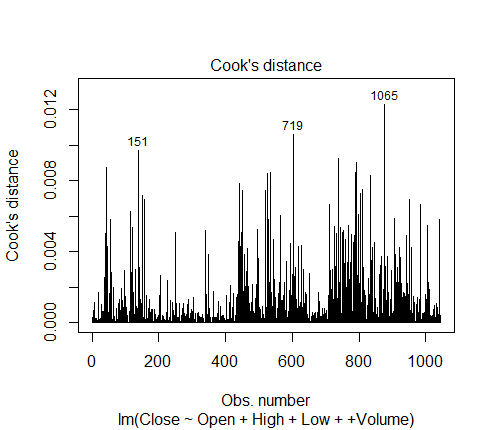 Cook's distance
1065
719
151
Cook's distance
0.012
0.008
0.004
0.000
0 200 400 600 800 1000
Obs. number
lm(Close ~ Open + High + Low + +Volume)